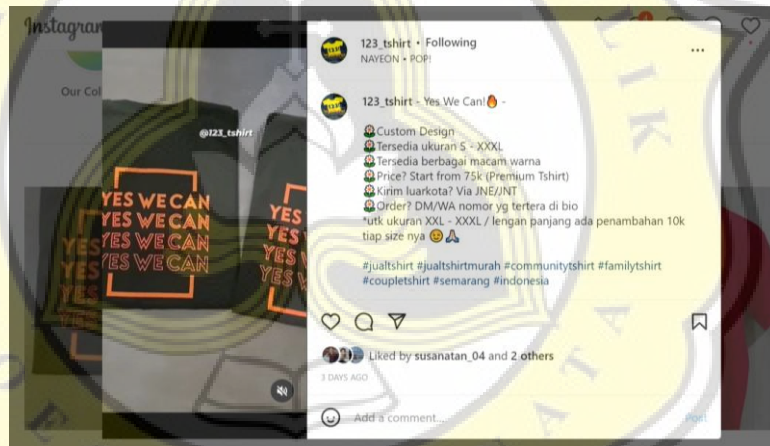 Instagram
123_tshirt • Following
NAYEON • POP!
Our Col
123_tshirt - Yes We Can!🔥 -
@123_tshirt
Custom Design
Tersedia ukuran S - XXXL
Tersedia berbagai macam warna
Price? Start from 75k (Premium Tshirt)
Kirim luarkota? Via JNE/JNT
Order? DM/WA nomor yg tertera di bio
*utk ukuran XXL - XXXL / lengan panjang ada penambahan 10k
tiap size nya 😉🙏
YES WE CAN
YES WE CAN
YES WE CAN
YES WE CAN
YES
YES
YES
YES
#jualtshirt #jualtshirtmurah #communitytshirt #familytshirt
#coupletshirt #semarang #indonesia
Liked by susanatan_04 and 2 others
3 DAYS AGO
Add a comment...
Post
LIK
ATA